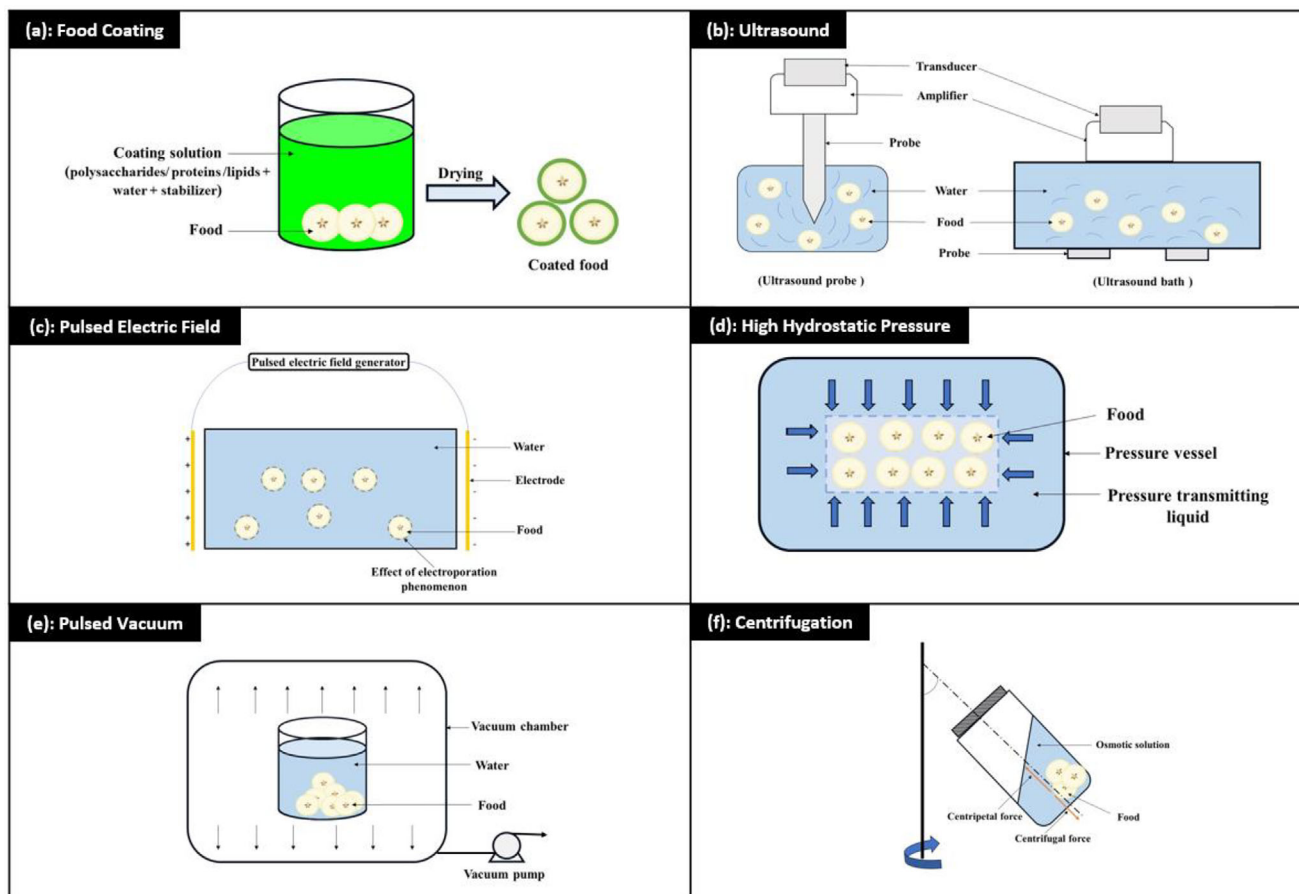 (a): Food Coating
Coating solution
(polysaccharides/ proteins /lipids +
water + stabilizer)
Food
Drying
Coated food
(b): Ultrasound
Transducer
Amplifier
Probe
Water
Food
Probe
(Ultrasound probe )
(Ultrasound bath )
(c): Pulsed Electric Field
Pulsed electric field generator
+ -
+ -
+ -
+ -
+ -
Water
Electrode
Food
Effect of electroporation
phenomenon
(d): High Hydrostatic Pressure
Food
Pressure vessel
Pressure transmitting
liquid
(e): Pulsed Vacuum
Vacuum chamber
Water
Food
Vacuum pump
(f): Centrifugation
Osmotic solution
Food
Centripetal force
Centrifugal force